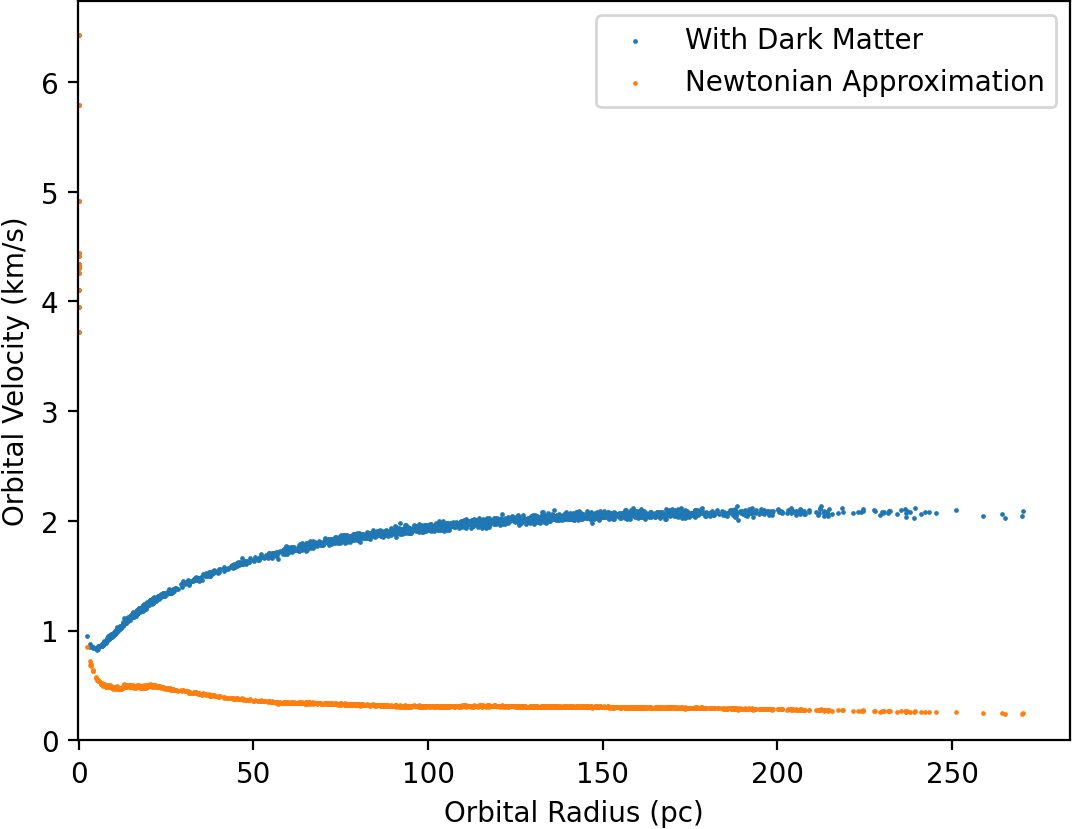 With Dark Matter
Newtonian Approximation
6
5
4
3
2
1
0
Orbital Velocity (km/s)
0 50 100 150 200 250
Orbital Radius (pc)